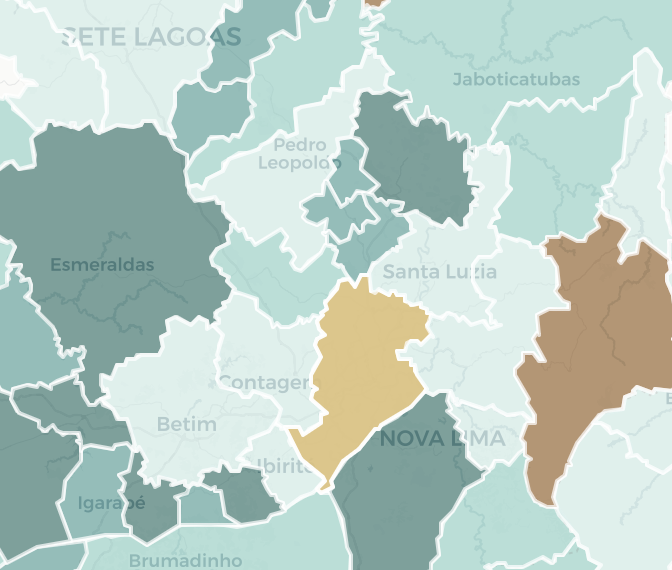 SETE LAGOAS
Jaboticatubas
Pedro
Leopoldo
Esmeraldas
Santa Luzia
Contagem
Betim
NOVA LIMA
Ibirité
Igarapé
Brumadinho